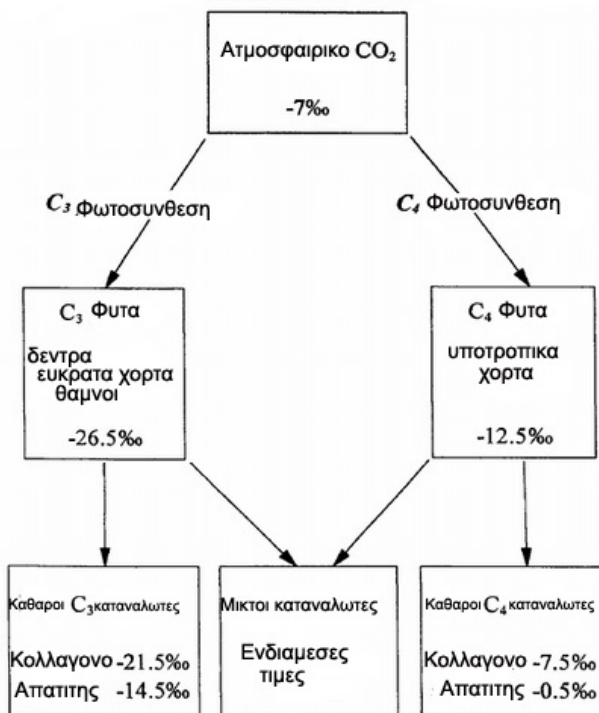 Ατμοσφαιρικο CO₂
-7‰
C₃ Φωτοσυνθεση
C₄ Φωτοσυνθεση
C₃ Φυτα
δεντρα
ευκρατα χορτα
θαμνοι
-26.5‰
C₄ Φυτα
υποτροπικα
χορτα
-12.5‰
Καθαροι C₃ καταναλωτες
Κολλαγονο -21.5‰
Απατιτης -14.5‰
Μικτοι καταναλωτες
Ενδιαμεσες
τιμες
Καθαροι C₄ καταναλωτες
Κολλαγονο -7.5‰
Απατιτης -0.5‰